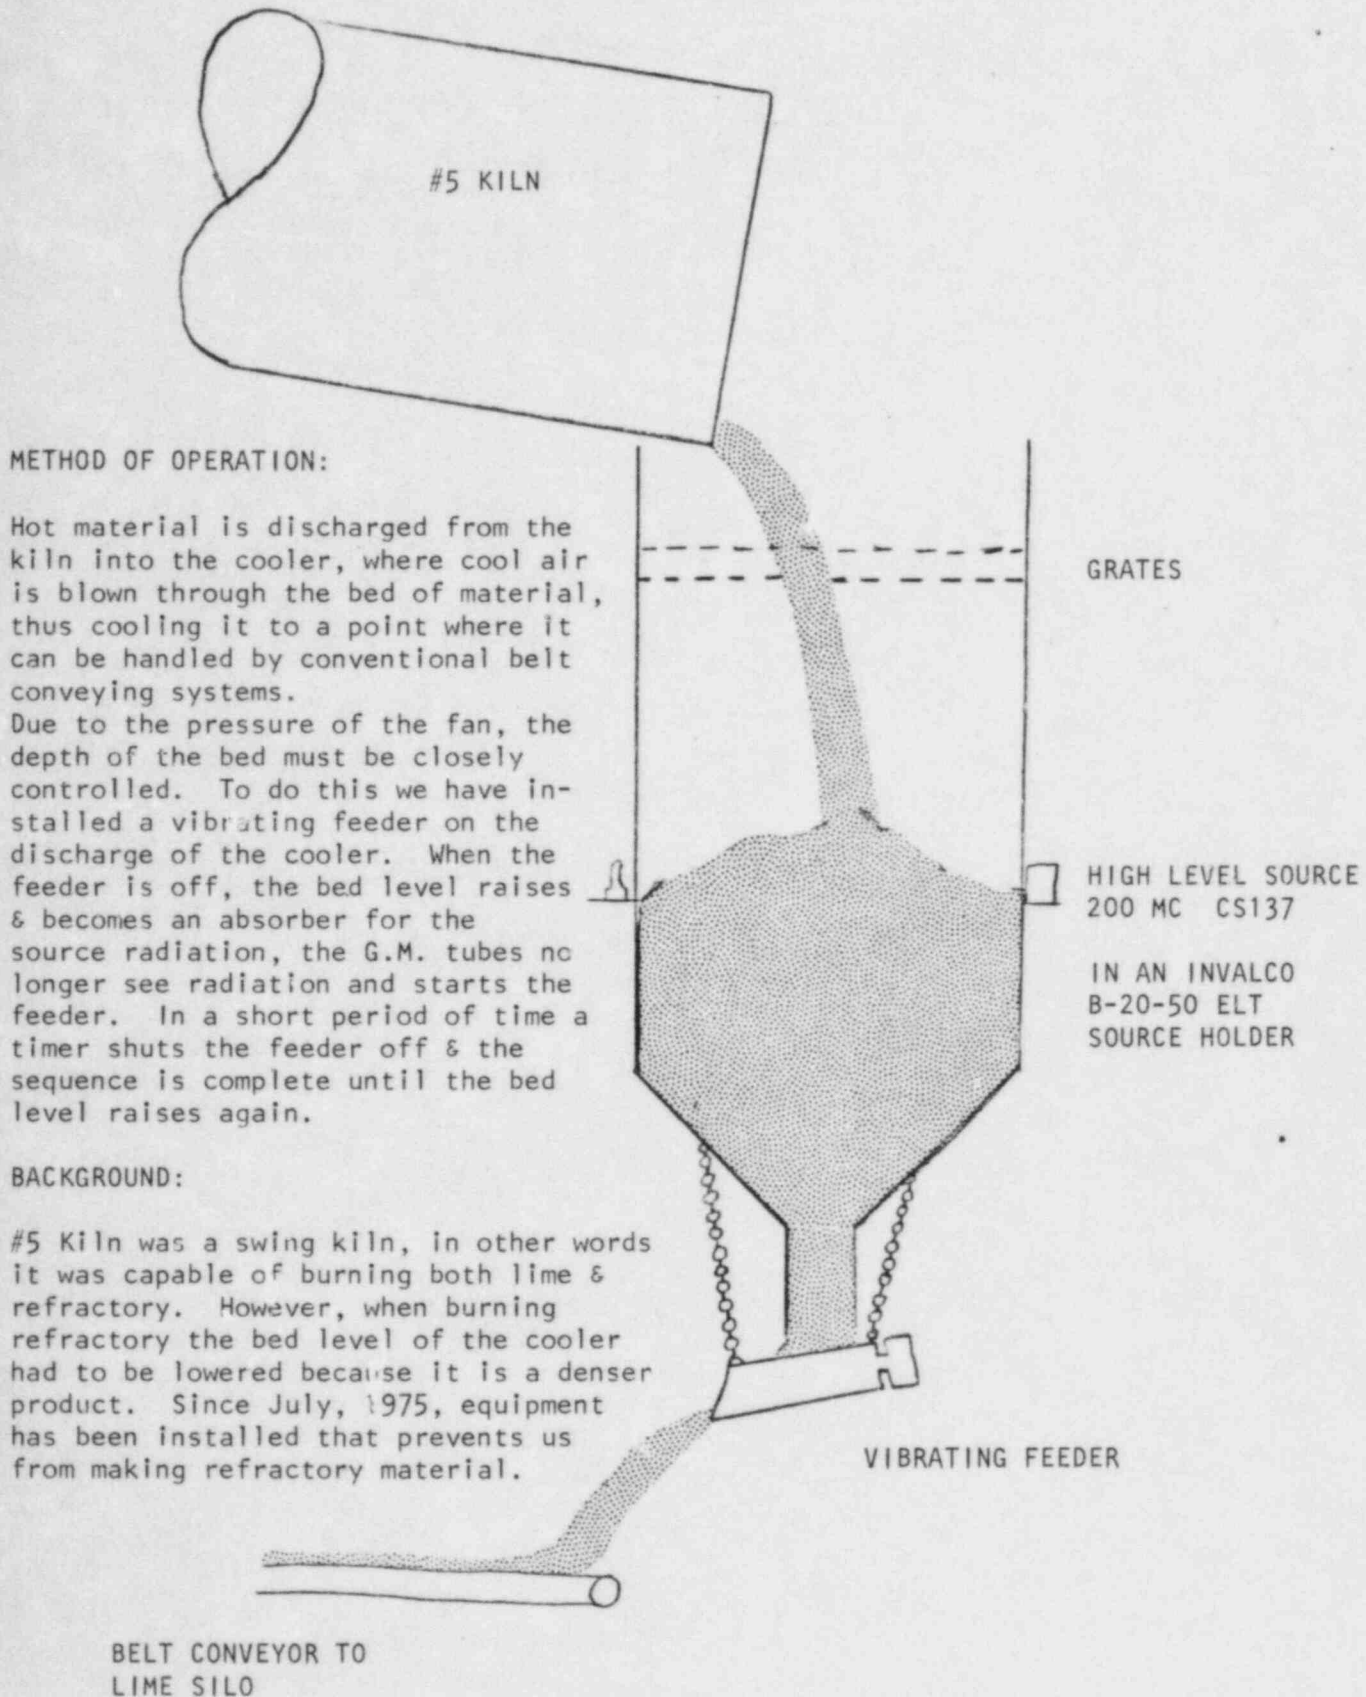 #5 KILN
METHOD OF OPERATION:
Hot material is discharged from the
kiln into the cooler, where cool air
is blown through the bed of material,
thus cooling it to a point where it
can be handled by conventional belt
conveying systems.
Due to the pressure of the fan, the
depth of the bed must be closely
controlled. To do this we have in-
stalled a vibrating feeder on the
discharge of the cooler. When the
feeder is off, the bed level raises
& becomes an absorber for the
source radiation, the G.M. tubes no
longer see radiation and starts the
feeder. In a short period of time a
timer shuts the feeder off & the
sequence is complete until the bed
level raises again.
BACKGROUND:
#5 Kiln was a swing kiln, in other words
it was capable of burning both lime &
refractory. However, when burning
refractory the bed level of the cooler
had to be lowered because it is a denser
product. Since July, 1975, equipment
has been installed that prevents us
from making refractory material.
GRATES
HIGH LEVEL SOURCE
200 MC CS137
IN AN INVALCO
B-20-50 ELT
SOURCE HOLDER
VIBRATING FEEDER
BELT CONVEYOR TO
LIME SILO